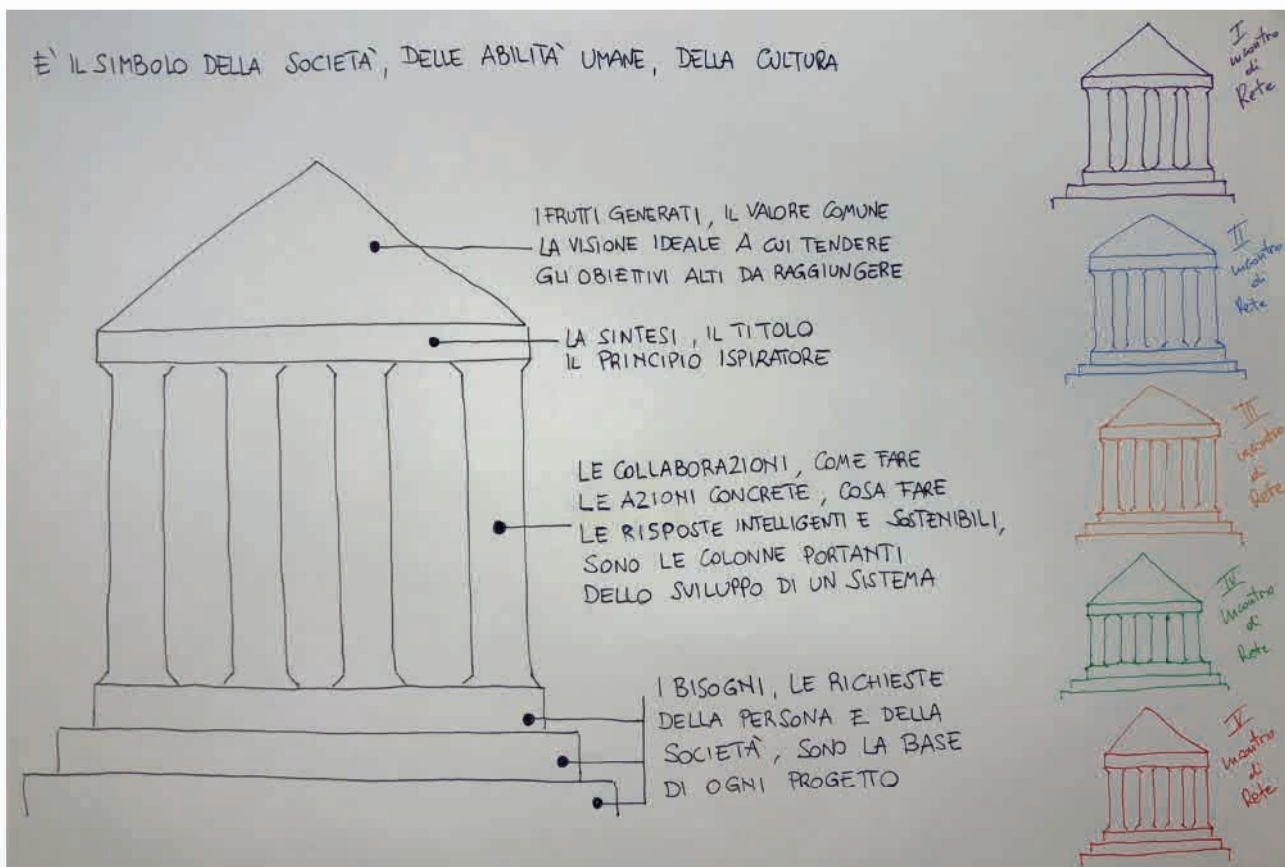 E' IL SIMBOLO DELLA SOCIETA', DELLE ABILITA' UMANE, DELLA CULTURA
I FRUTTI GENERATI, IL VALORE COMUNE
LA VISIONE IDEALE A CUI TENDERE
GLI OBIETTIVI ALTI DA RAGGIUNGERE
LA SINTESI, IL TITOLO
IL PRINCIPIO ISPIRATORE
LE COLLABORAZIONI, COME FARE
LE AZIONI CONCRETE, COSA FARE
LE RISPOSTE INTELLIGENTI E SOSTENIBILI,
SONO LE COLONNE PORTANTI
DELLO SVILUPPO DI UN SISTEMA
I BISOGNI, LE RICHIESTE
DELLA PERSONA E DELLA
SOCIETA', SONO LA BASE
DI OGNI PROGETTO
I
incontro
di
Rete
II
incontro
di
Rete
III
incontro
di
Rete
IV
incontro
di
Rete
V
incontro
di
Rete